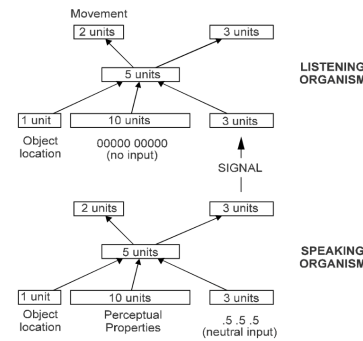 Movement
2 units
3 units
5 units
LISTENING
ORGANISM
1 unit
10 units
3 units
Object
location
00000 00000
(no input)
SIGNAL
2 units
3 units
5 units
SPEAKING
ORGANISM
1 unit
10 units
3 units
Object
location
Perceptual
Properties
.5 .5 .5
(neutral input)